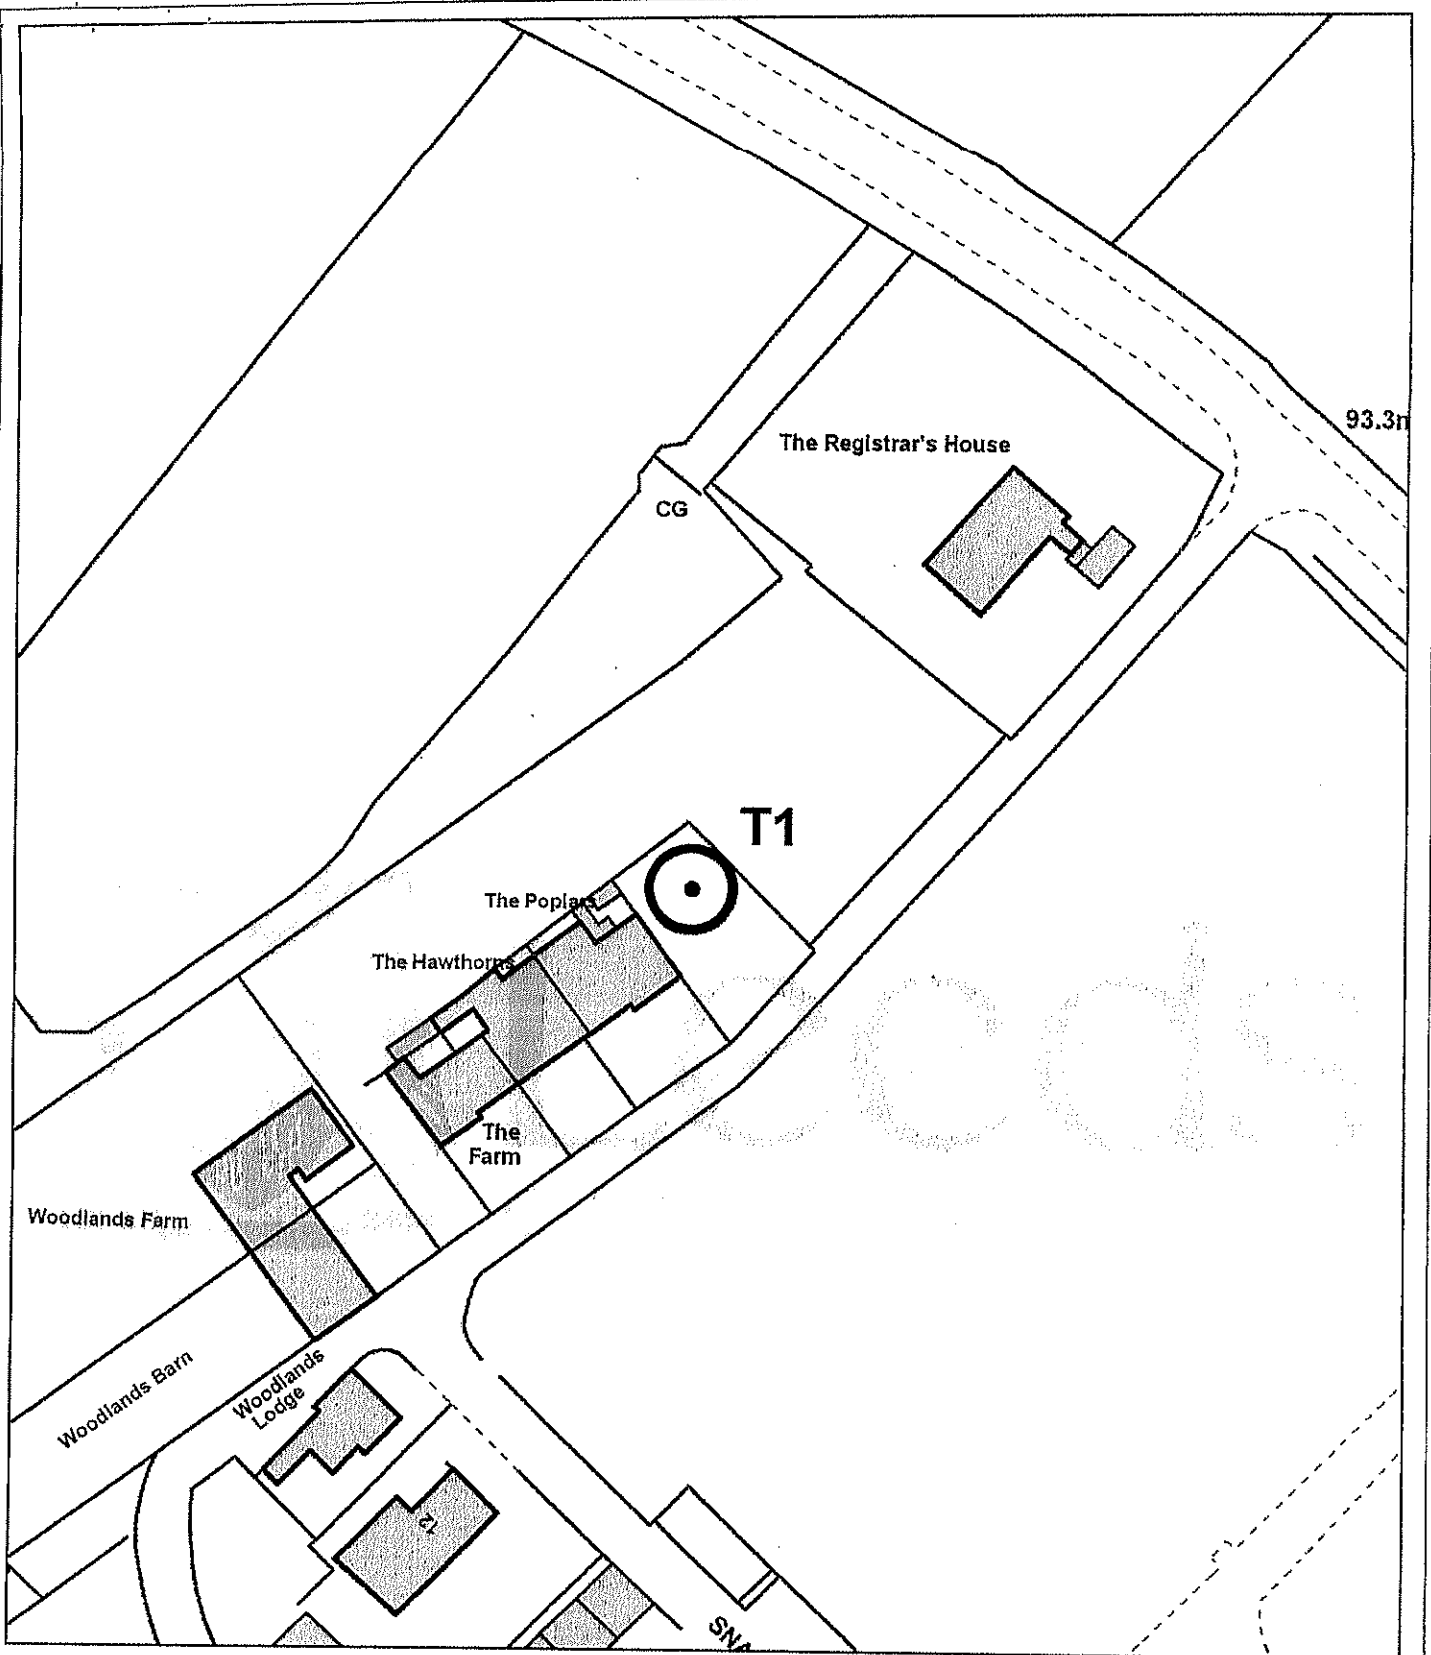 93.3m
The Registrar's House
CG
T1
The Poplars
The Hawthorns
The
Farm
Woodlands Farm
Woodlands Barn
Woodlands
Lodge
12